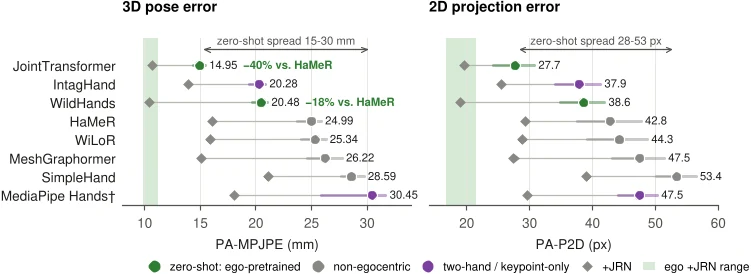 3D pose error
2D projection error
zero-shot spread 15-30 mm
zero-shot spread 28-53 px
JointTransformer 14.95 −40% vs. HaMeR 27.7
IntagHand 20.28 37.9
WildHands 20.48 −18% vs. HaMeR 38.6
HaMeR 24.99 42.8
WiLoR 25.34 44.3
MeshGraphormer 26.22 47.5
SimpleHand 28.59 53.4
MediaPipe Hands† 30.45 47.5
10 15 20 25 30 20 30 40 50 60
PA-MPJPE (mm) PA-P2D (px)
zero-shot: ego-pretrained non-egocentric two-hand / keypoint-only +JRN ego +JRN range